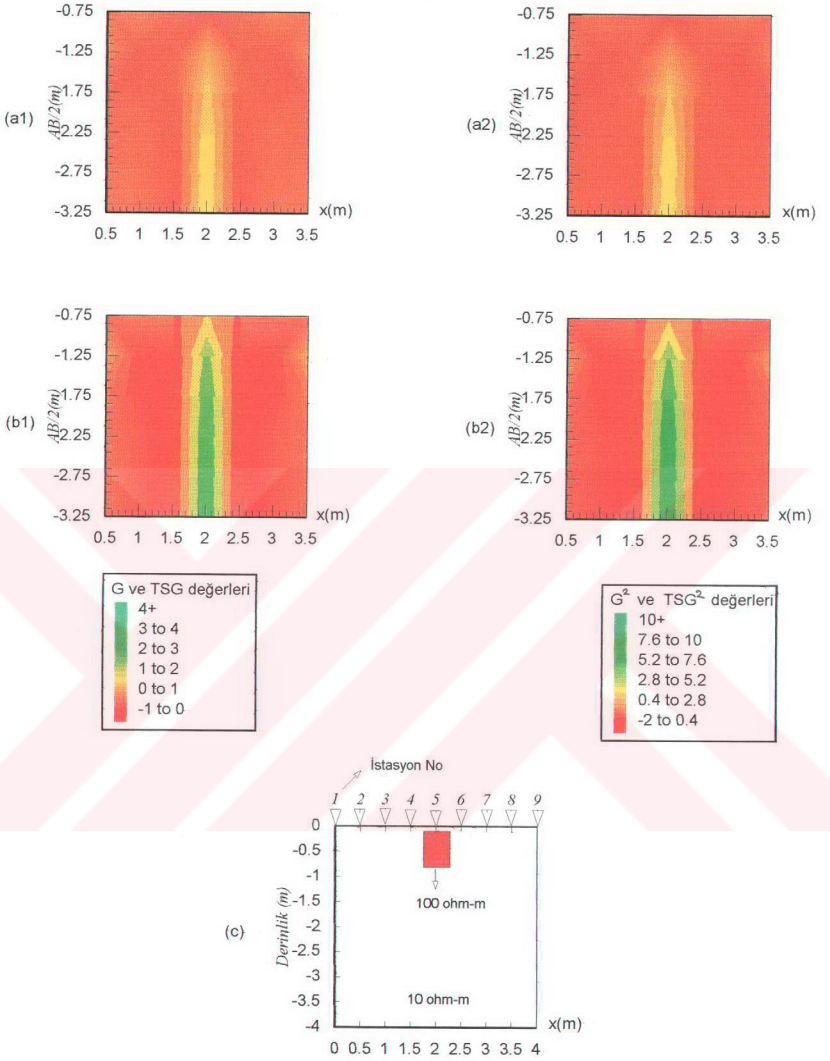 (a1)
AB/2(m)
-0.75
-1.25
-1.75
-2.25
-2.75
-3.25
x(m)
0.5 1 1.5 2 2.5 3 3.5
(a2)
AB/2(m)
-0.75
-1.25
-1.75
-2.25
-2.75
-3.25
x(m)
0.5 1 1.5 2 2.5 3 3.5
(b1)
AB/2(m)
-0.75
-1.25
-1.75
-2.25
-2.75
-3.25
x(m)
0.5 1 1.5 2 2.5 3 3.5
(b2)
AB/2(m)
-0.75
-1.25
-1.75
-2.25
-2.75
-3.25
x(m)
0.5 1 1.5 2 2.5 3 3.5
G ve TSG değerleri
4+
3 to 4
2 to 3
1 to 2
0 to 1
-1 to 0
G² ve TSG² değerleri
10+
7.6 to 10
5.2 to 7.6
2.8 to 5.2
0.4 to 2.8
-2 to 0.4
İstasyon No
1 2 3 4 5 6 7 8 9
(c)
Derinlik (m)
0
-0.5
-1
-1.5
-2
-2.5
-3
-3.5
-4
100 ohm-m
10 ohm-m
x(m)
0 0.5 1 1.5 2 2.5 3 3.5 4